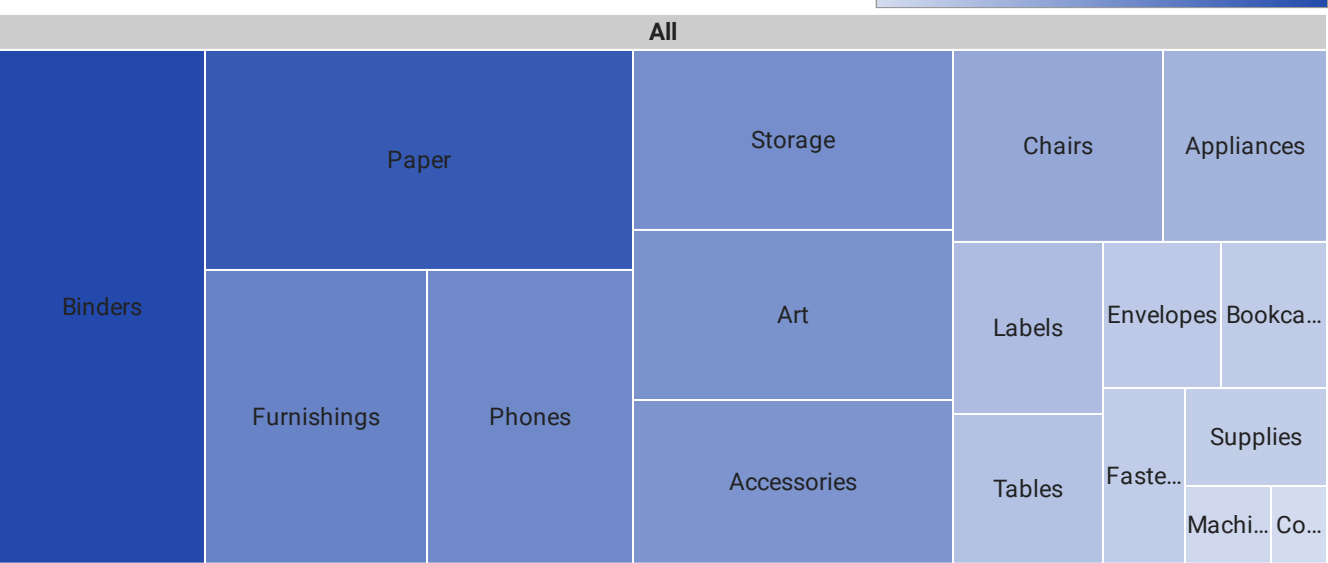 All
Binders
Paper
Furnishings
Phones
Storage
Art
Accessories
Chairs
Appliances
Labels
Tables
Envelopes
Bookca...
Faste...
Supplies
Machi...
Co...